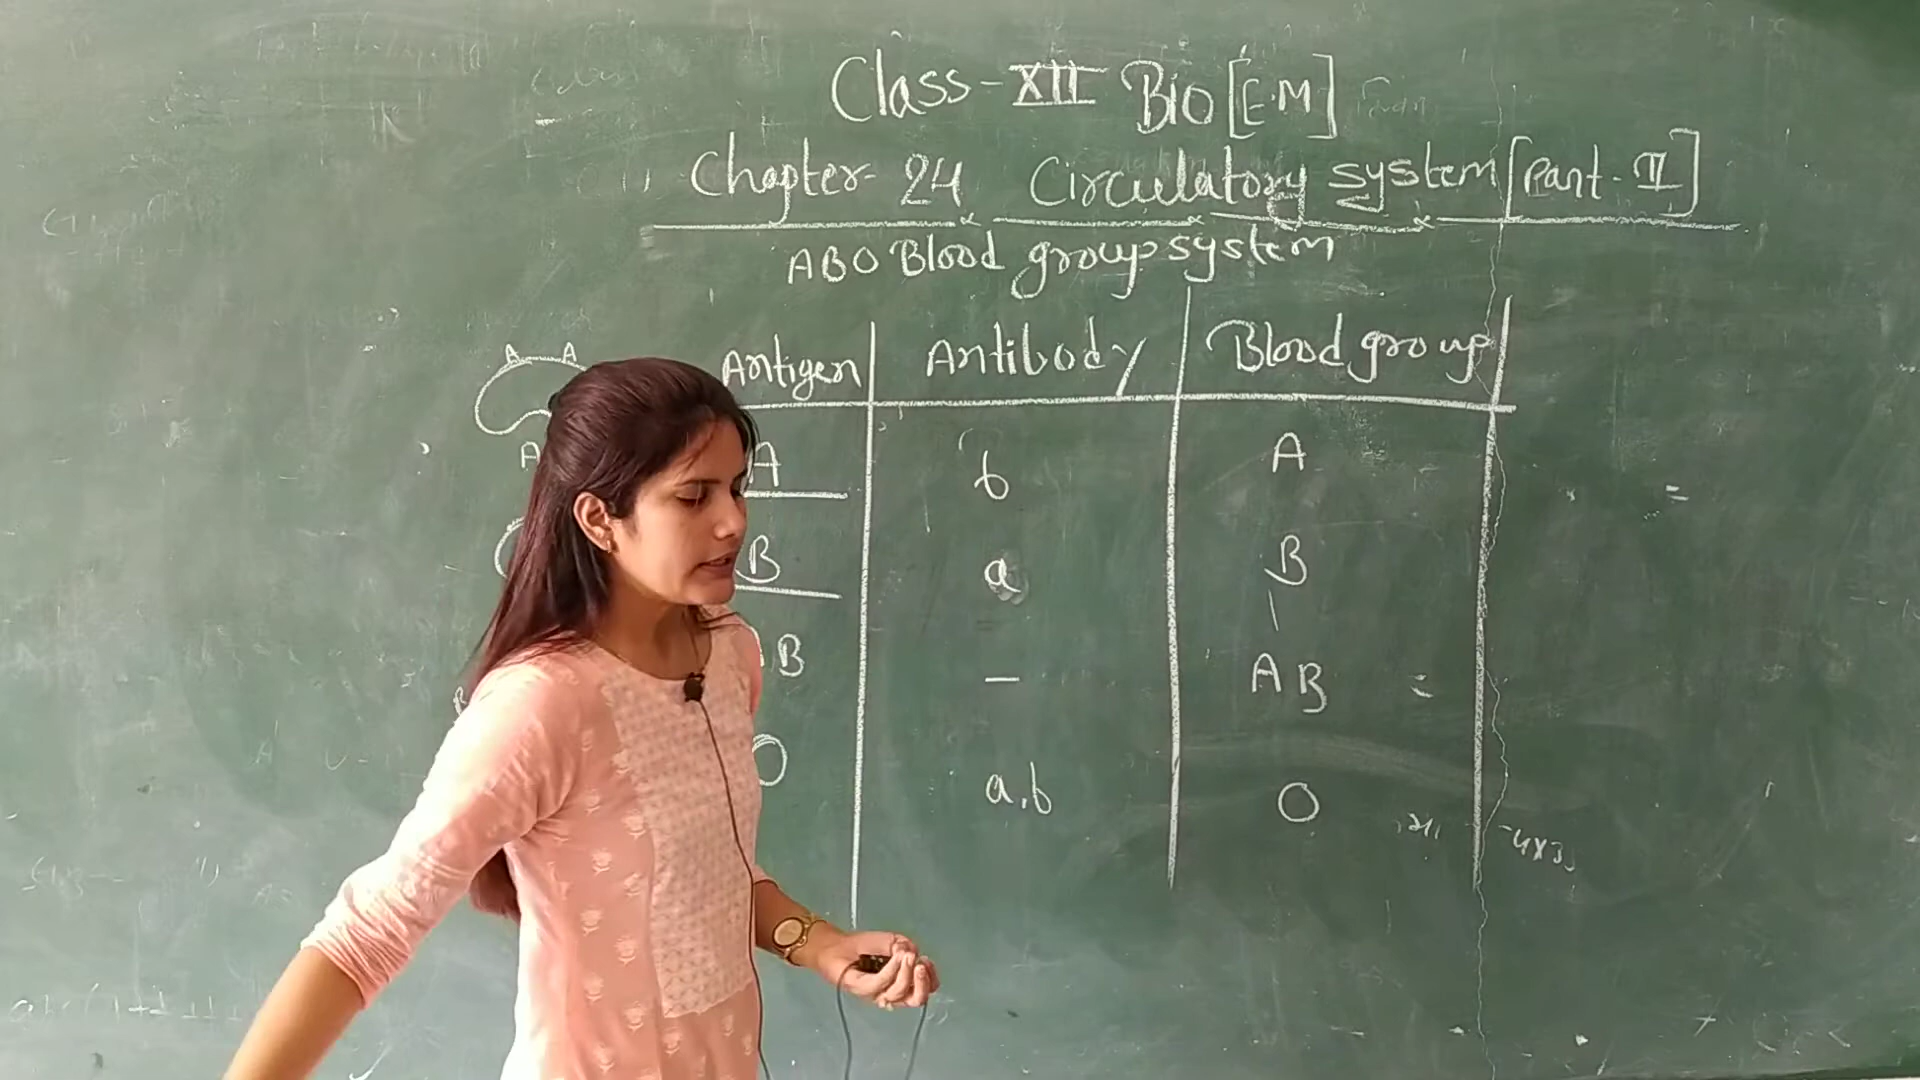 Class-XII Bio [E.M]
Chapter- 24 Circulatory system [Part-II]
ABO Blood group system
Antigen Antibody Blood group
A A
A
A b A
B a B
B – AB
O a,b O